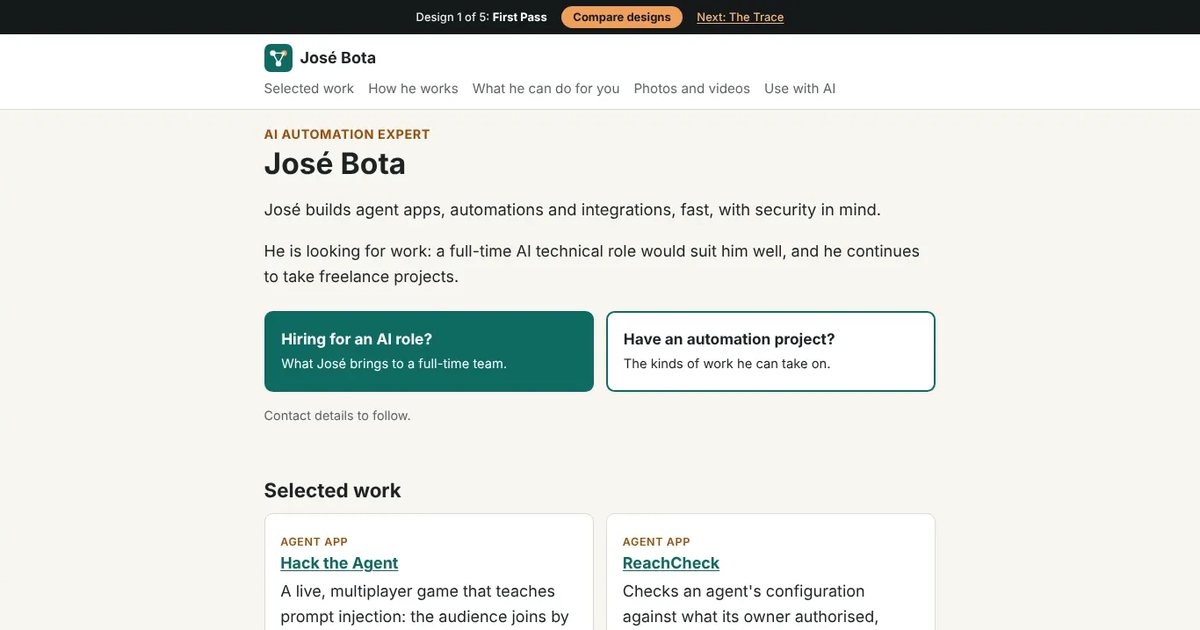 Design 1 of 5: First Pass
Compare designs
Next: The Trace
José Bota
Selected work
How he works
What he can do for you
Photos and videos
Use with AI
AI AUTOMATION EXPERT
José Bota
José builds agent apps, automations and integrations, fast, with security in mind.
He is looking for work: a full-time AI technical role would suit him well, and he continues
to take freelance projects.
Hiring for an AI role?
What José brings to a full-time team.
Have an automation project?
The kinds of work he can take on.
Contact details to follow.
Selected work
AGENT APP
Hack the Agent
A live, multiplayer game that teaches
prompt injection: the audience joins by
AGENT APP
ReachCheck
Checks an agent's configuration
against what its owner authorised,